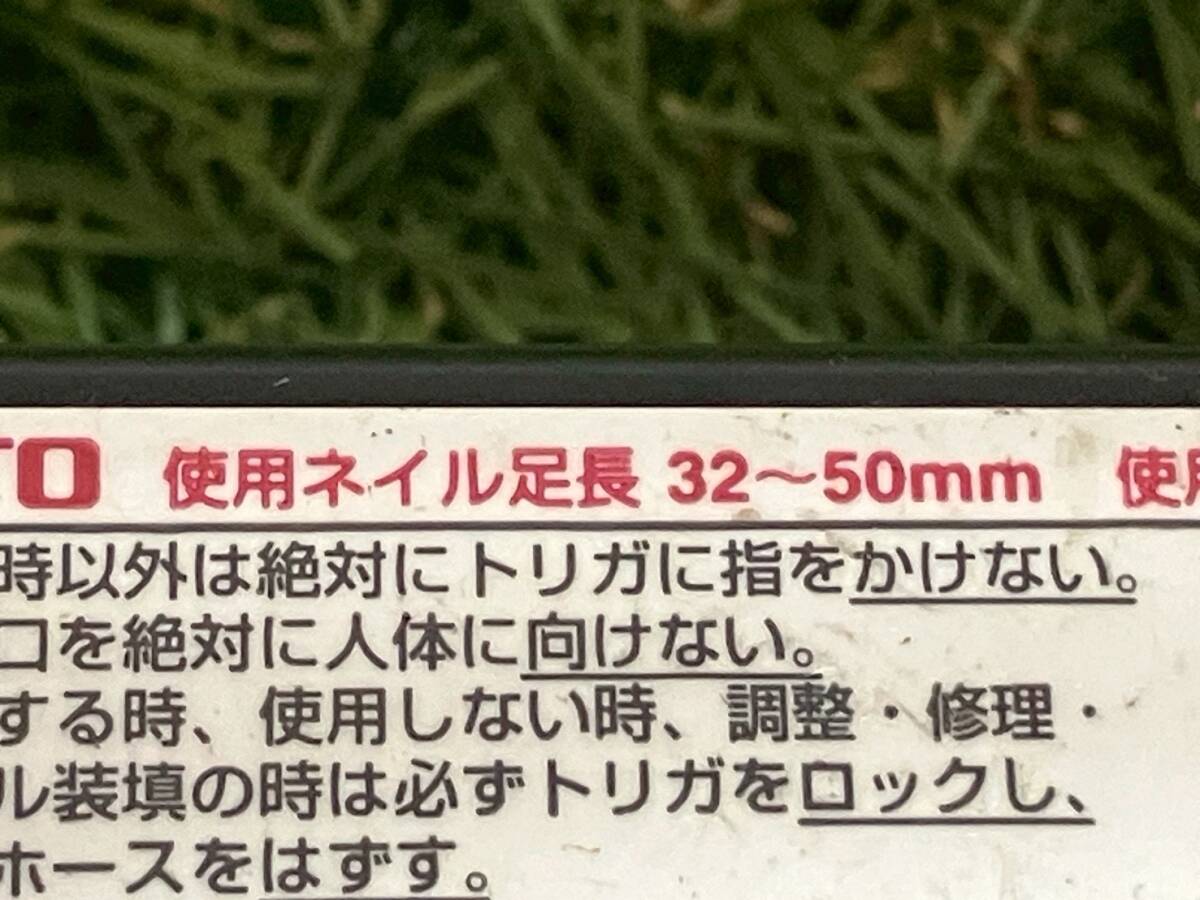 TO 使用ネイル足長 32～50mm 使用
時以外は絶対にトリガに指をかけない。
口を絶対に人体に向けない。
する時、使用しない時、調整・修理・
ル装填の時は必ずトリガをロックし、
ホースをはずす。